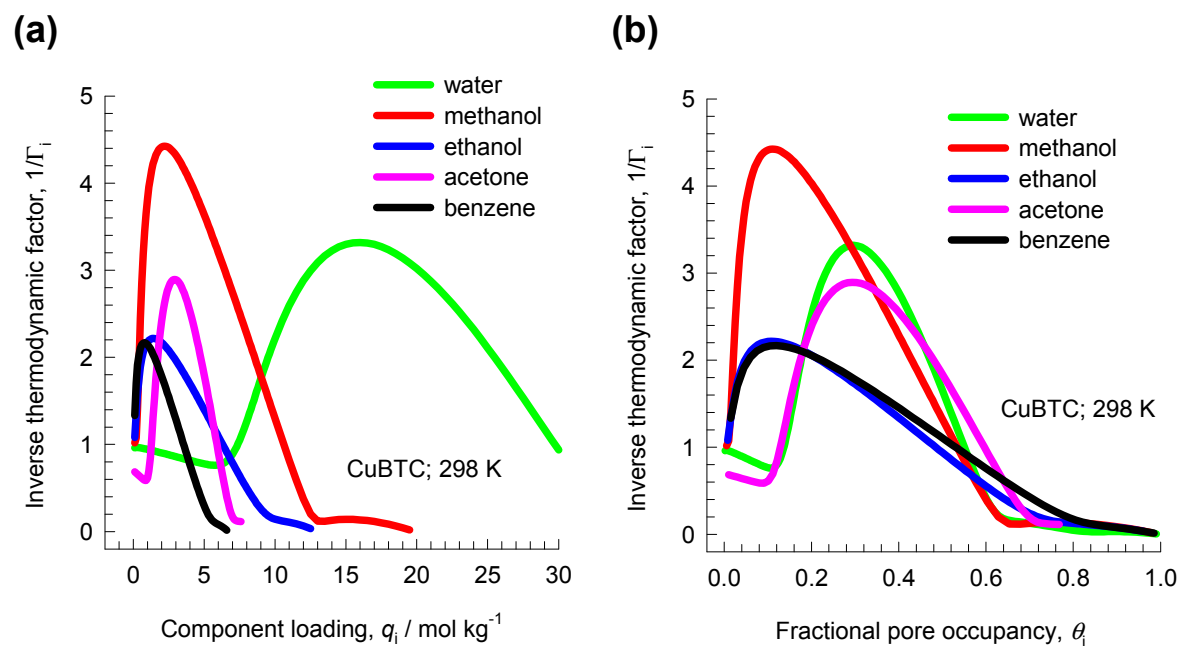 (a)
water
methanol
ethanol
acetone
benzene
CuBTC; 298 K
Inverse thermodynamic factor, 1/Γi
5
4
3
2
1
0
0 5 10 15 20 25 30
Component loading, qi / mol kg-1
(b)
water
methanol
ethanol
acetone
benzene
CuBTC; 298 K
Inverse thermodynamic factor, 1/Γi
5
4
3
2
1
0
0.0 0.2 0.4 0.6 0.8 1.0
Fractional pore occupancy, θi